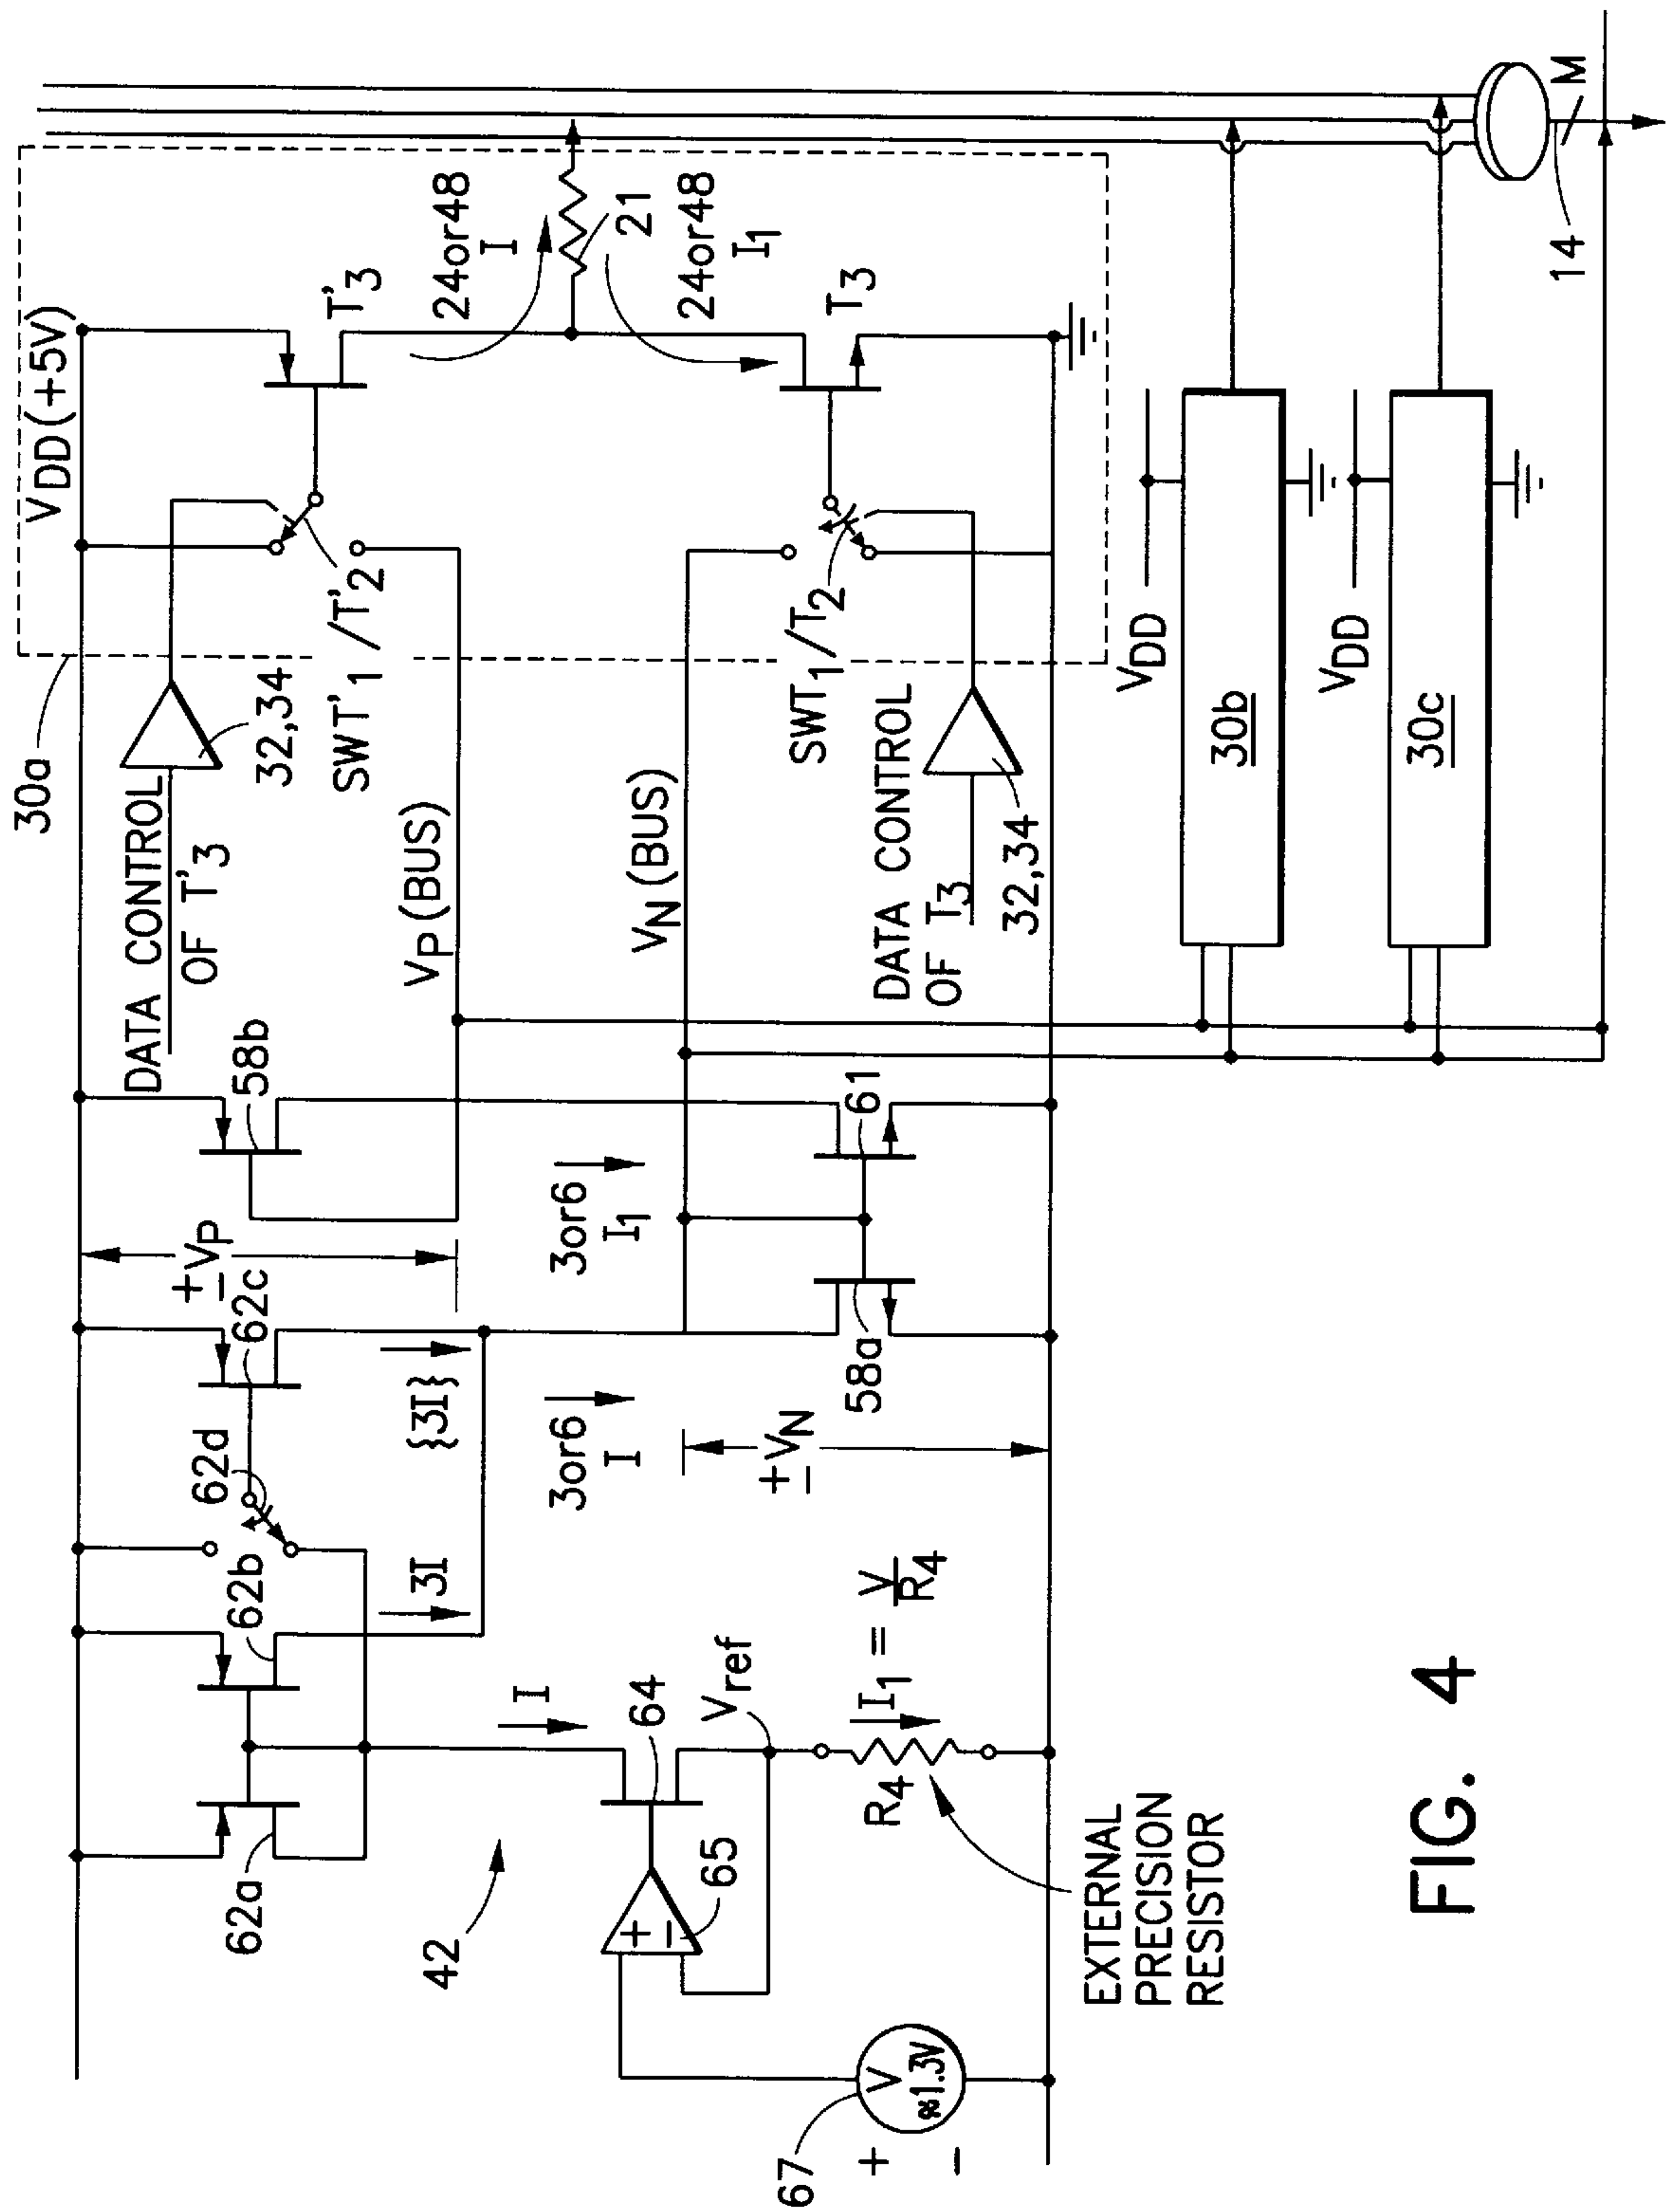 30a
V_DD(+5V)
DATA CONTROL
OF T'3
32,34
SWT'1/T'2
T'3
24or48
I
21
24or48
I1
T3
VP(BUS)
VN(BUS)
SWT1/T2
DATA CONTROL
OF T3
32,34
58b
+
VP
−
62c
62d
62b
62a
3I
{3I}
I
3or6
I1
3or6
I
61
58a
+
VN
−
42
64
65
+
−
Vref
R4
I1 = V/R4
EXTERNAL
PRECISION
RESISTOR
67
+
−
V
≈1.3V
VDD
30b
VDD
30c
14
M
FIG. 4